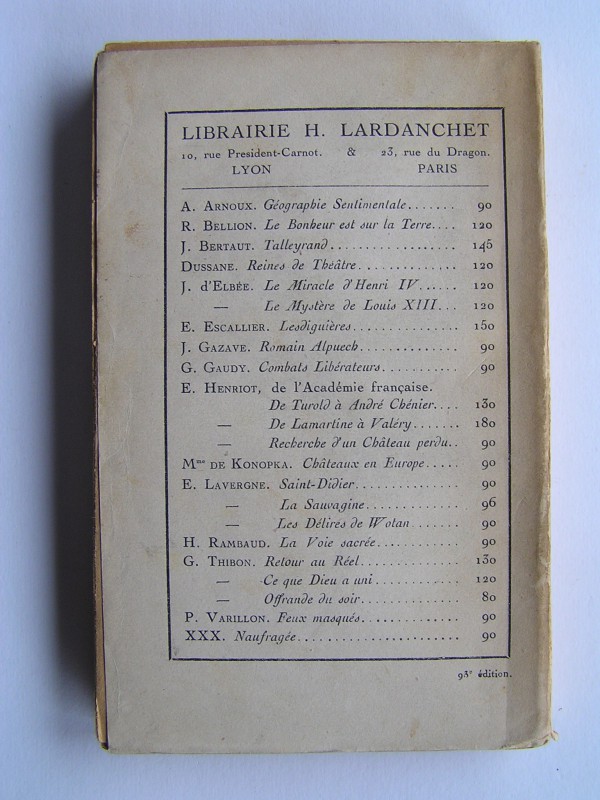 LIBRAIRIE H. LARDANCHET
10, rue President-Carnot. & 23, rue du Dragon.
LYON PARIS
A. ARNOUX. Géographie Sentimentale....... 90
R. BELLION. Le Bonheur est sur la Terre.... 120
J. BERTAUT. Talleyrand................. 145
DUSSANE. Reines de Théâtre............. 120
J. D'ELBÉE. Le Miracle d'Henri IV...... 120
— Le Mystère de Louis XIII... 120
E. ESCALLIER. Lesdiguières.............. 150
J. GAZAVE. Romain Alpuech............. 90
G. GAUDY. Combats Libérateurs........... 90
E. HENRIOT, de l'Académie française.
De Turold à André Chénier.... 130
— De Lamartine à Valéry....... 180
— Recherche d'un Château perdu.. 90
Mme DE KONOPKA. Châteaux en Europe..... 90
E. LAVERGNE. Saint-Didier.............. 90
— La Sauvagine............ 96
— Les Délires de Wotan....... 90
H. RAMBAUD. La Voie sacrée............ 90
G. THIBON. Retour au Réel............. 130
— Ce que Dieu a uni........... 120
— Offrande du soir............. 80
P. VARILLON. Feux masqués............. 90
XXX. Naufragée...................... 90
93e édition.